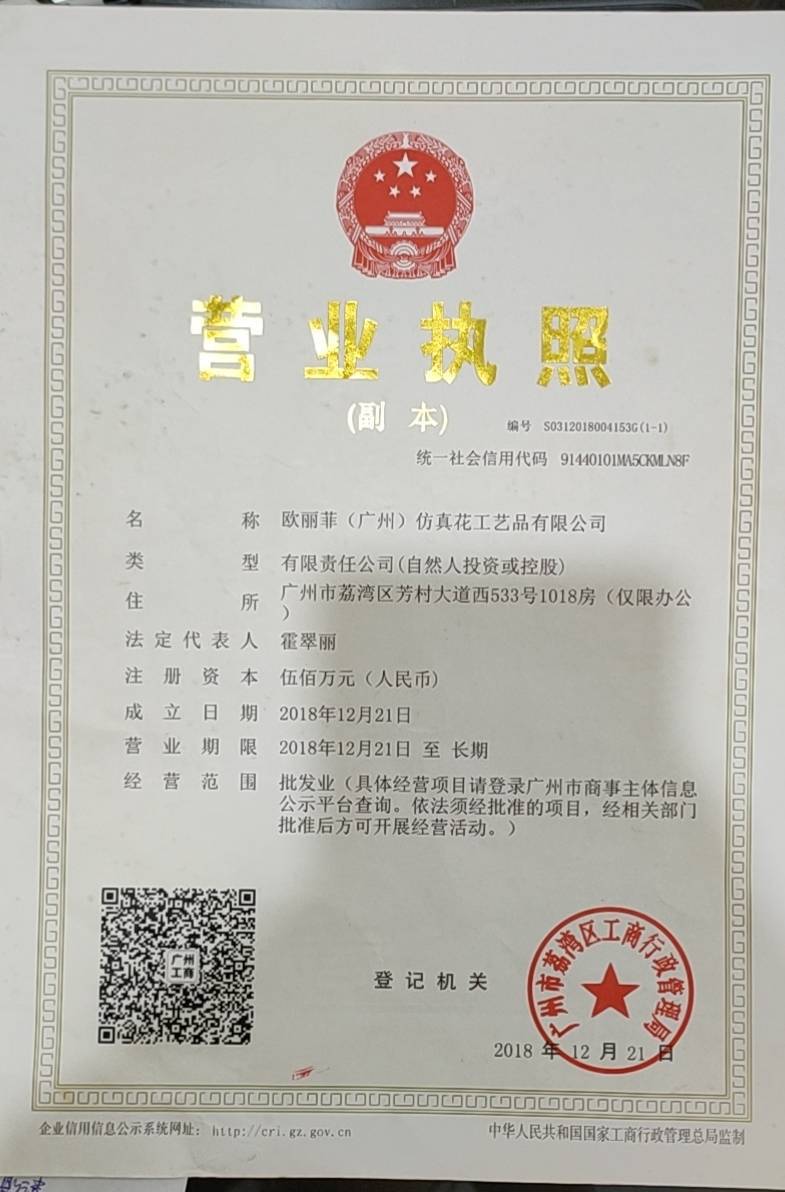 营业执照
(副 本)
编号 S0312018004153G(1-1)
统一社会信用代码 91440101MA5CKMLN8F
名称 欧丽菲（广州）仿真花工艺品有限公司
类型 有限责任公司(自然人投资或控股)
住所 广州市荔湾区芳村大道西533号1018房（仅限办公
）
法定代表人 霍翠丽
注册资本 伍佰万元（人民币）
成立日期 2018年12月21日
营业期限 2018年12月21日 至 长期
经营范围 批发业（具体经营项目请登录广州市商事主体信息
公示平台查询。依法须经批准的项目，经相关部门
批准后方可开展经营活动。）
广州
工商
登记机关
广州市荔湾区工商行政管理局
2018 年 12 月 21 日
企业信用信息公示系统网址： http://cri.gz.gov.cn
中华人民共和国国家工商行政管理总局监制